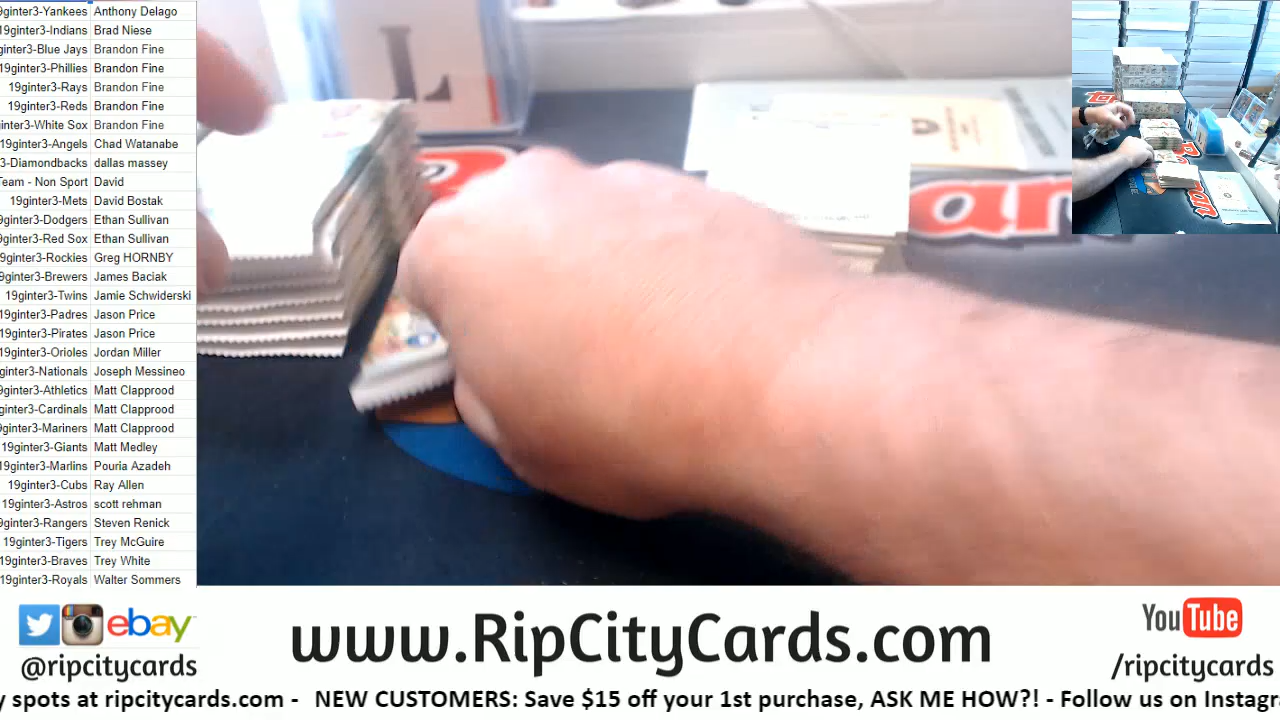 9ginter3-Yankees Anthony Delago
19ginter3-Indians Brad Niese
ginter3-Blue Jays Brandon Fine
19ginter3-Phillies Brandon Fine
19ginter3-Rays Brandon Fine
19ginter3-Reds Brandon Fine
inter3-White Sox Brandon Fine
19ginter3-Angels Chad Watanabe
3-Diamondbacks dallas massey
Team - Non Sport David
19ginter3-Mets David Bostak
9ginter3-Dodgers Ethan Sullivan
19ginter3-Red Sox Ethan Sullivan
19ginter3-Rockies Greg HORNBY
9ginter3-Brewers James Baciak
19ginter3-Twins Jamie Schwiderski
19ginter3-Padres Jason Price
19ginter3-Pirates Jason Price
19ginter3-Orioles Jordan Miller
ginter3-Nationals Joseph Messineo
19ginter3-Athletics Matt Clapprood
ginter3-Cardinals Matt Clapprood
ginter3-Mariners Matt Clapprood
19ginter3-Giants Matt Medley
9ginter3-Marlins Pouria Azadeh
19ginter3-Cubs Ray Allen
19ginter3-Astros scott rehman
9ginter3-Rangers Steven Renick
19ginter3-Tigers Trey McGuire
19ginter3-Braves Trey White
19ginter3-Royals Walter Sommers
ebay
@ripcitycards
www.RipCityCards.com
YouTube
/ripcitycards
y spots at ripcitycards.com - NEW CUSTOMERS: Save $15 off your 1st purchase, ASK ME HOW?! - Follow us on Instagra